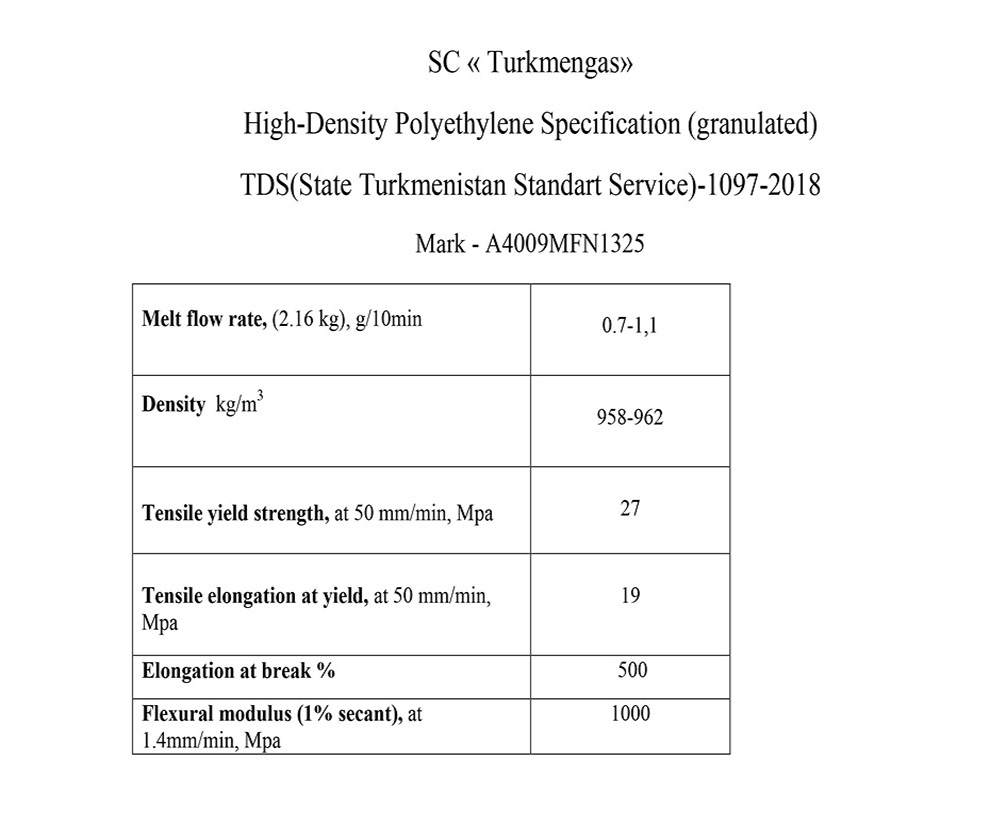 SC « Turkmengas»
High-Density Polyethylene Specification (granulated)
TDS(State Turkmenistan Standart Service)-1097-2018
Mark - A4009MFN1325
Melt flow rate, (2.16 kg), g/10min
0.7-1,1
Density kg/m³
958-962
Tensile yield strength, at 50 mm/min, Mpa
27
Tensile elongation at yield, at 50 mm/min,
Mpa
19
Elongation at break %
500
Flexural modulus (1% secant), at
1.4mm/min, Mpa
1000